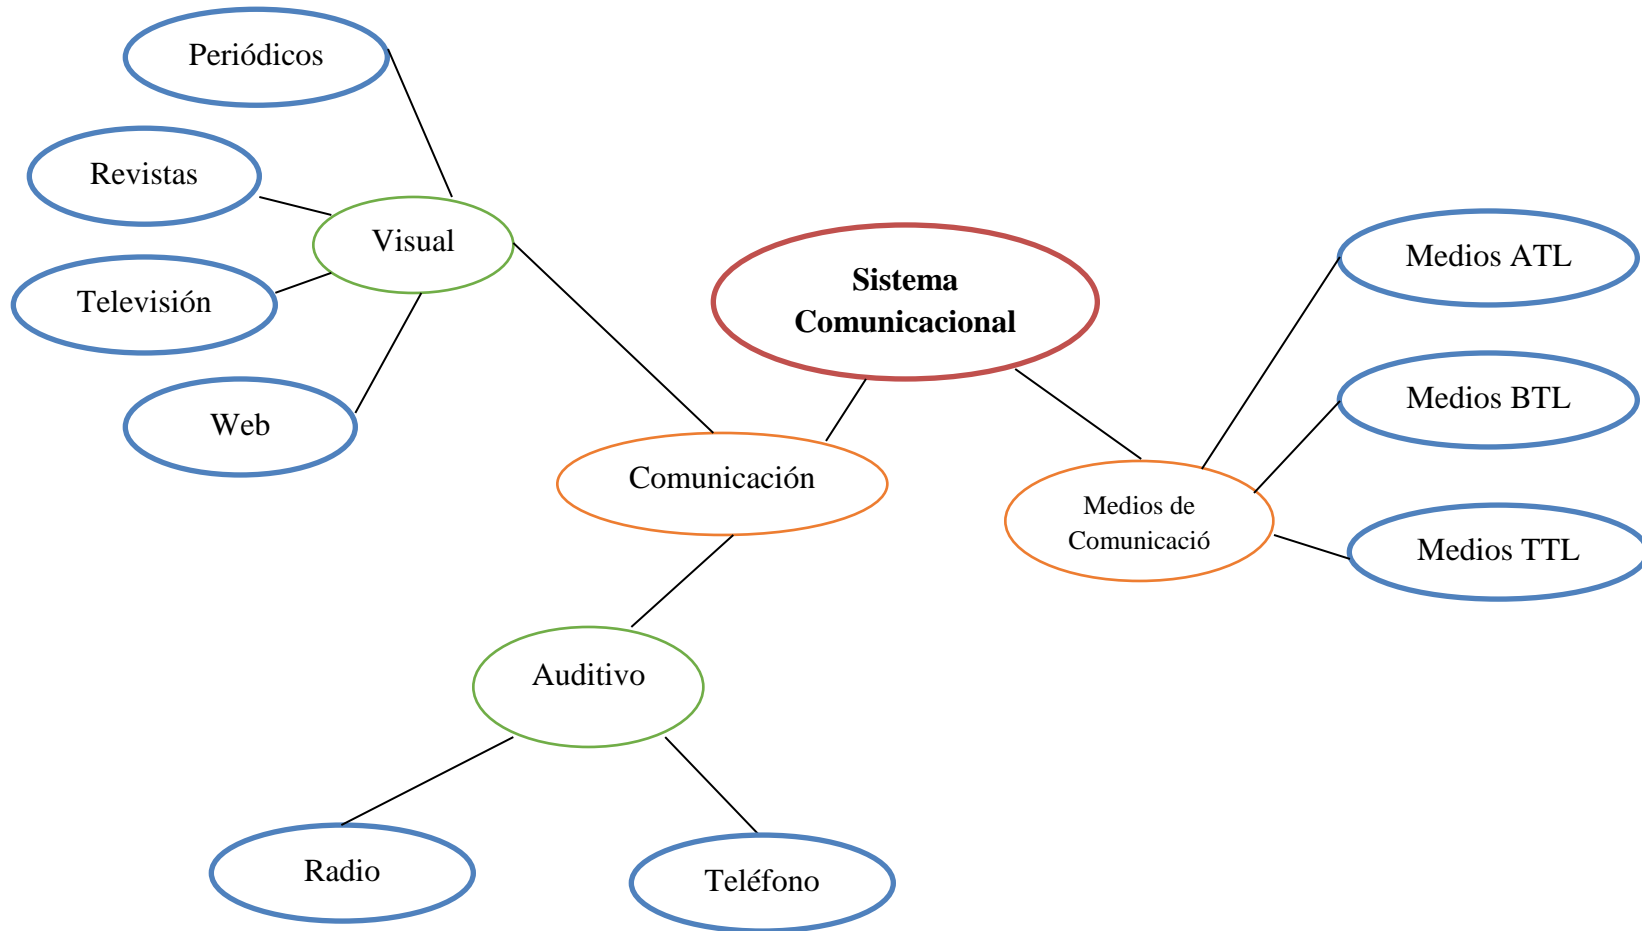 Periódicos
Revistas
Visual
Televisión
Web
Sistema
Comunicacional
Medios ATL
Medios BTL
Comunicación
Medios de
Comunicació
Medios TTL
Auditivo
Radio
Teléfono